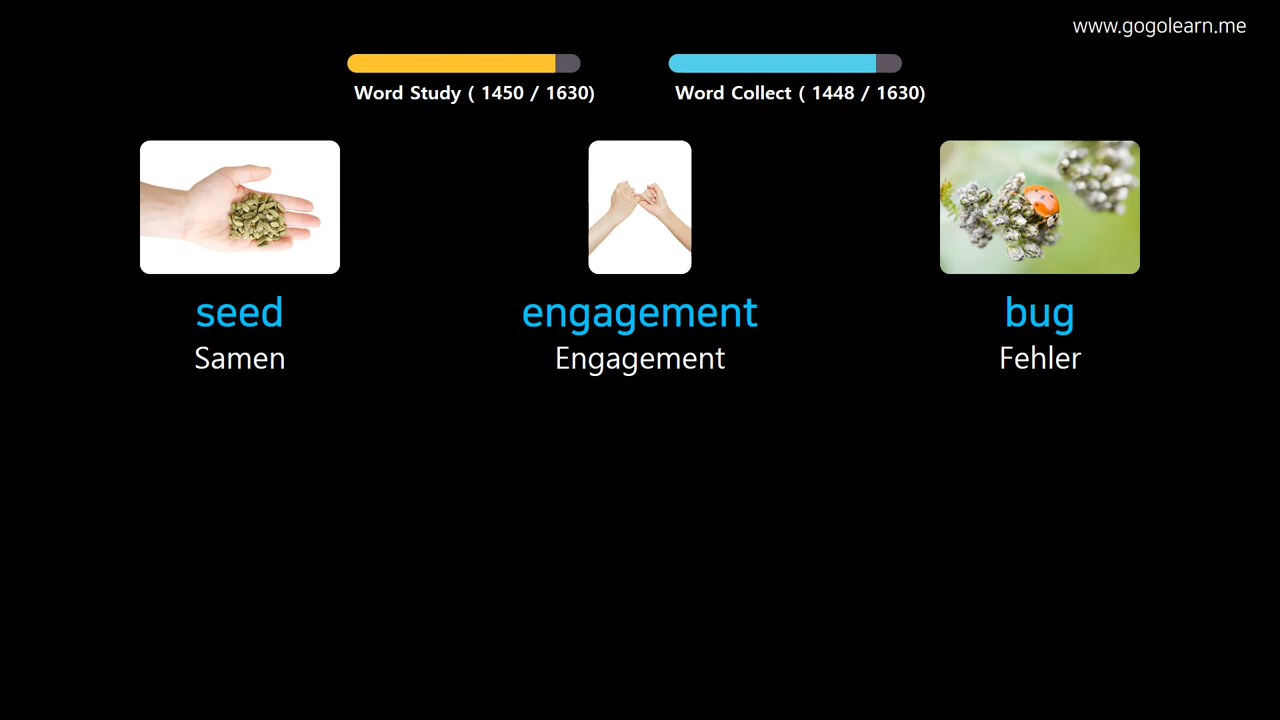 www.gogolearn.me
Word Study ( 1450 / 1630)
Word Collect ( 1448 / 1630)
seed
Samen
engagement
Engagement
bug
Fehler